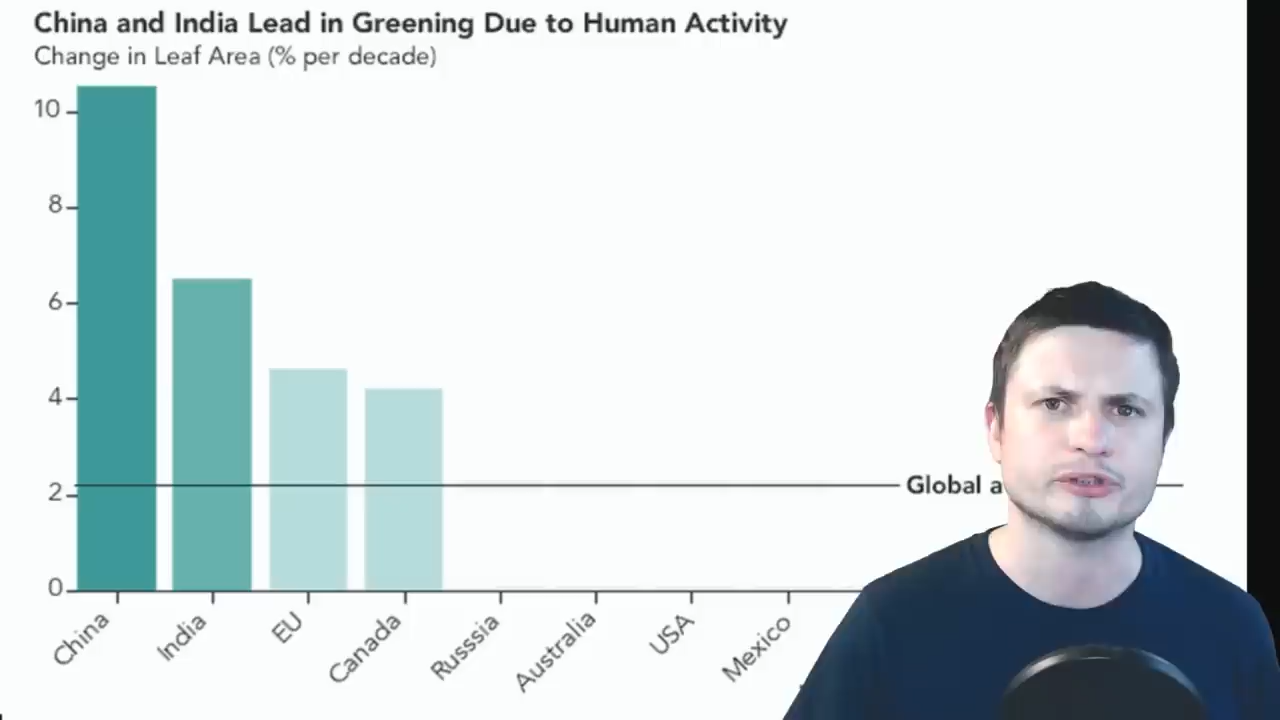 China and India Lead in Greening Due to Human Activity
Change in Leaf Area (% per decade)
10
8
6
4
2
0
Global a
China
India
EU
Canada
Russsia
Australia
USA
Mexico